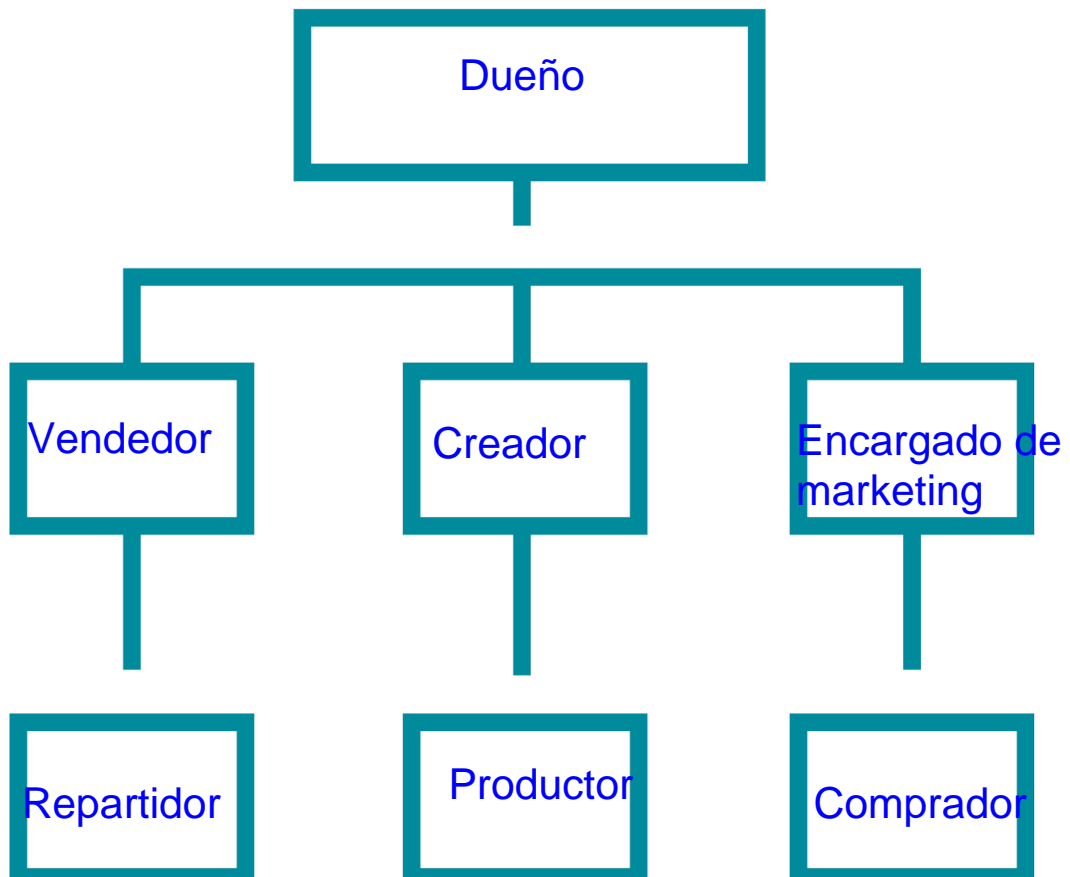 Dueño
Vendedor
Creador
Encargado de
marketing
Repartidor
Productor
Comprador